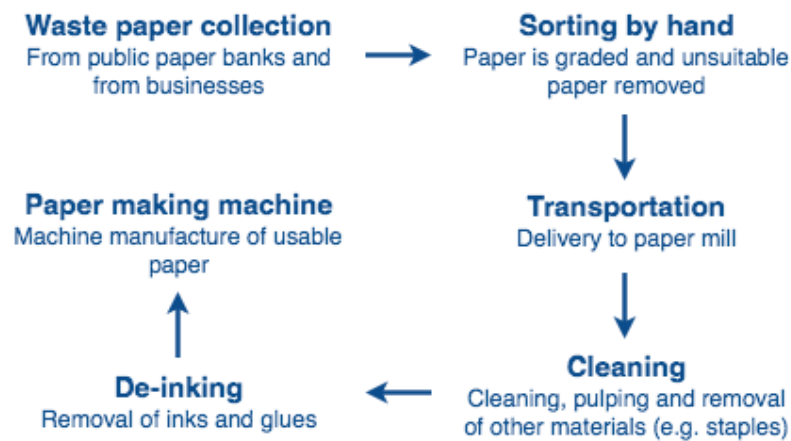 Waste paper collection
From public paper banks and
from businesses
Sorting by hand
Paper is graded and unsuitable
paper removed
Transportation
Delivery to paper mill
Cleaning
Cleaning, pulping and removal
of other materials (e.g. staples)
De-inking
Removal of inks and glues
Paper making machine
Machine manufacture of usable
paper